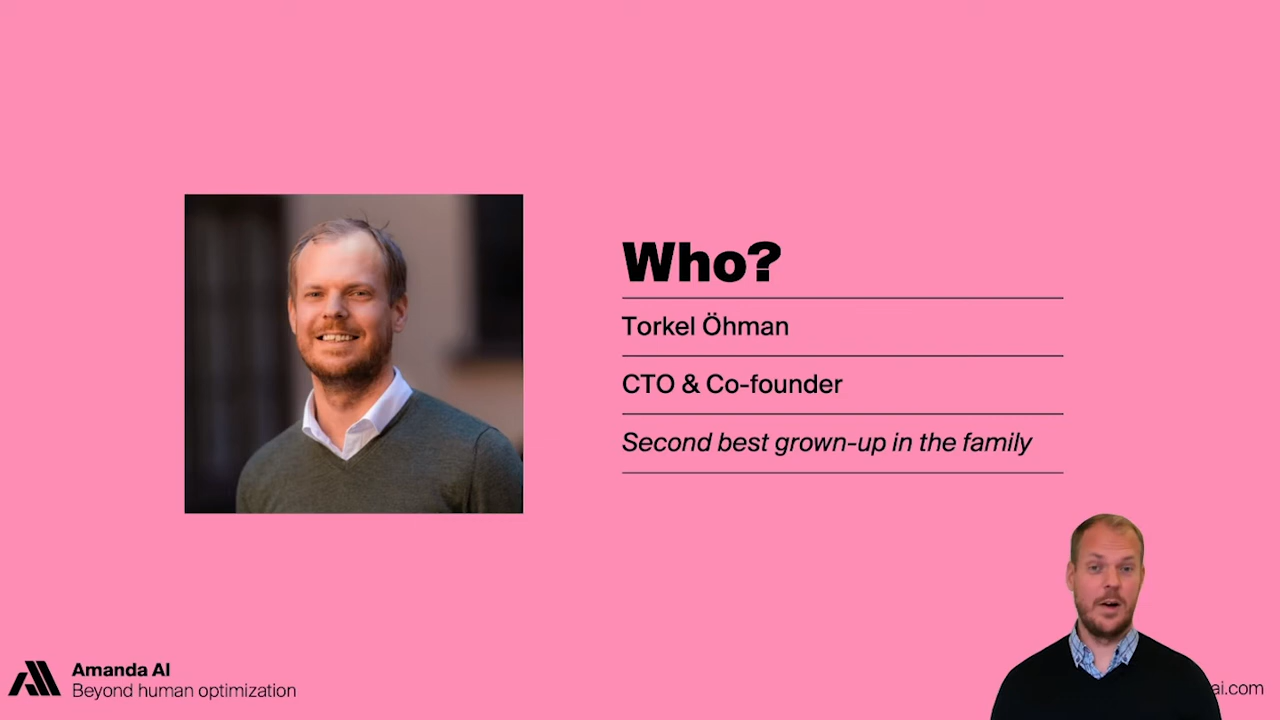 Who?
Torkel Öhman
CTO & Co-founder
Second best grown-up in the family
Amanda AI
Beyond human optimization
ai.com